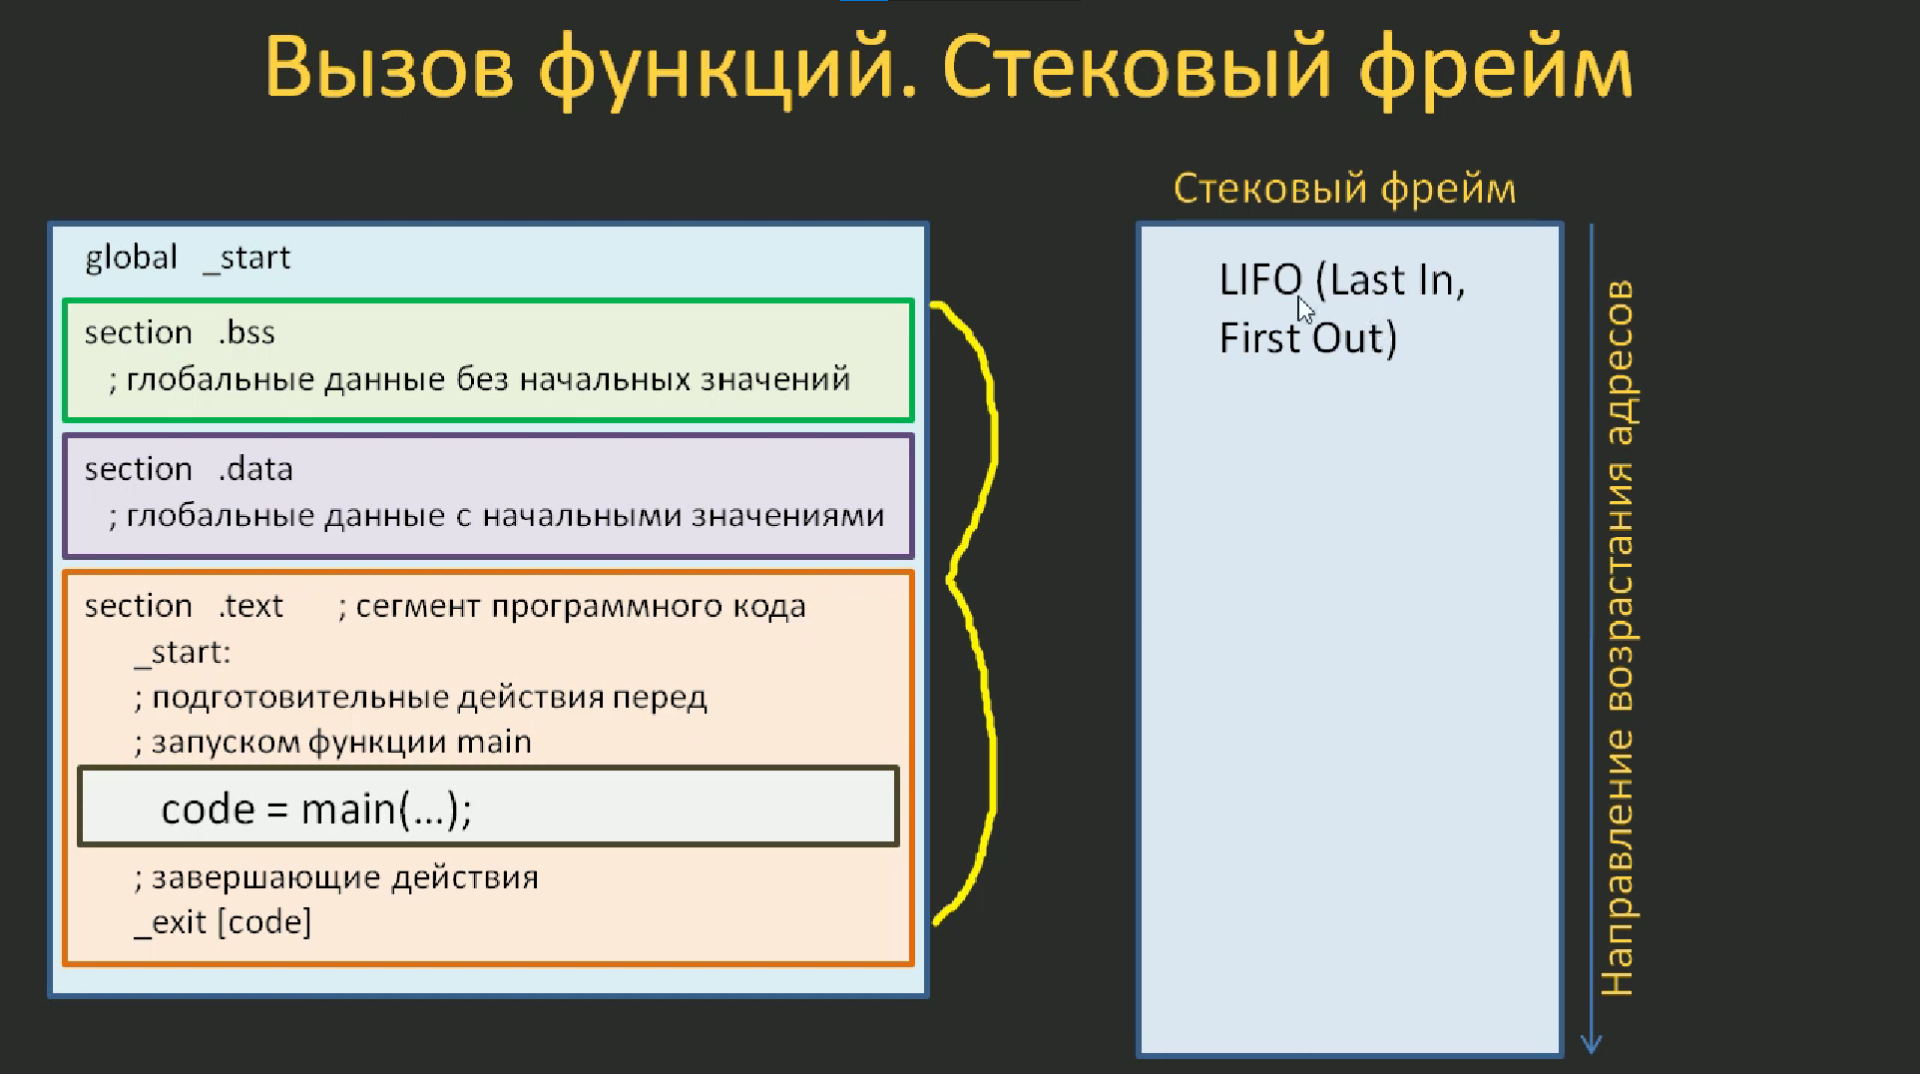 Вызов функций. Стековый фрейм
global _start
section .bss
; глобальные данные без начальных значений
section .data
; глобальные данные с начальными значениями
section .text ; сегмент программного кода
_start:
; подготовительные действия перед
; запуском функции main
code = main(...);
; завершающие действия
_exit [code]
Стековый фрейм
LIFO (Last In,
First Out)
Направление возрастания адресов